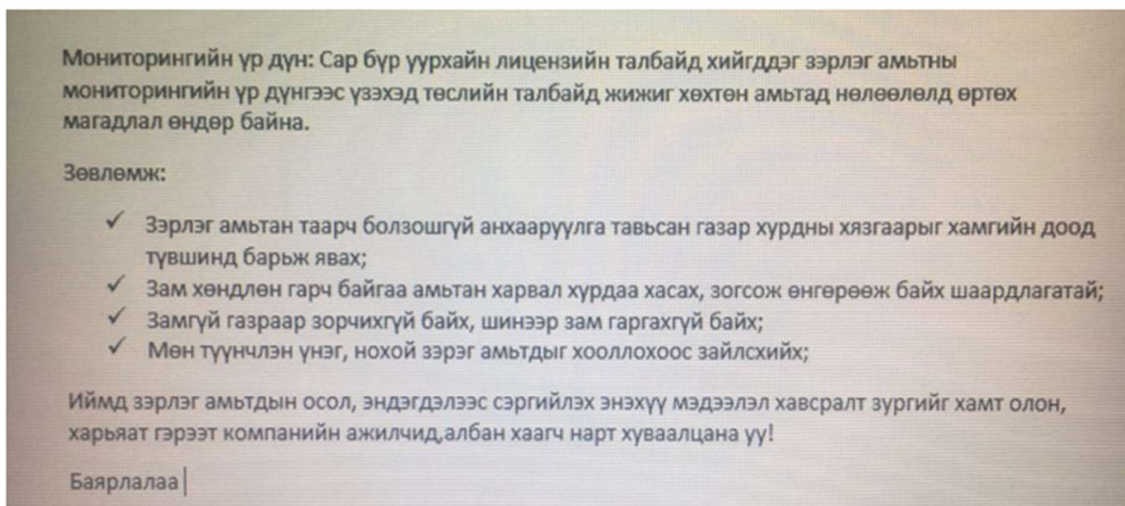 Мониторингийн үр дүн: Сар бүр уурхайн лицензийн талбайд хийгддэг зэрлэг амьтны
мониторингийн үр дүнгээс үзэхэд төслийн талбайд жижиг хөхтөн амьтад нөлөөлөлд өртөх
магадлал өндөр байна.
Зөвлөмж:
✓ Зэрлэг амьтан таарч болзошгүй анхааруулга тавьсан газар хурдны хязгаарыг хамгийн доод
түвшинд барьж явах;
✓ Зам хөндлөн гарч байгаа амьтан харвал хурдаа хасах, зогсож өнгөрөөж байх шаардлагатай;
✓ Замгүй газраар зорчихгүй байх, шинээр зам гаргахгүй байх;
✓ Мөн түүнчлэн үнэг, нохой зэрэг амьтдыг хооллохоос зайлсхийх;
Иймд зэрлэг амьтдын осол, эндэгдэлээс сэргийлэх энэхүү мэдээлэл хавсралт зургийг хамт олон,
харьяат гэрээт компанийн ажилчид,албан хаагч нарт хуваалцана уу!
Баярлалаа